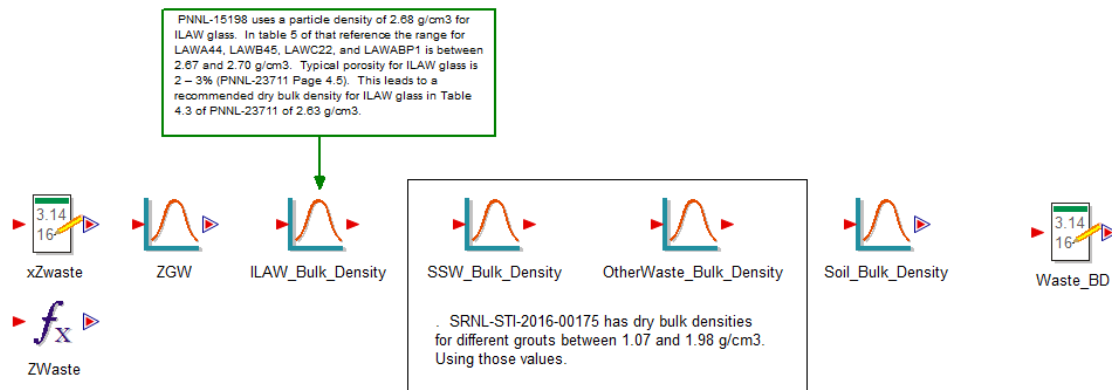 PNNL-15198 uses a particle density of 2.68 g/cm3 for
ILAW glass.  In table 5 of that reference the range for
LAWA44, LAWB45, LAWC22, and LAWABP1 is between
2.67 and 2.70 g/cm3.  Typical porosity for ILAW glass is
2 – 3% (PNNL-23711 Page 4.5).  This leads to a
recommended dry bulk density for ILAW glass in Table
4.3 of PNNL-23711 of 2.63 g/cm3.
3.14
16
xZwaste
ZGW
ILAW_Bulk_Density
SSW_Bulk_Density
OtherWaste_Bulk_Density
Soil_Bulk_Density
3.14
16
Waste_BD
fx
ZWaste
.  SRNL-STI-2016-00175 has dry bulk densities
for different grouts between 1.07 and 1.98 g/cm3.
Using those values.